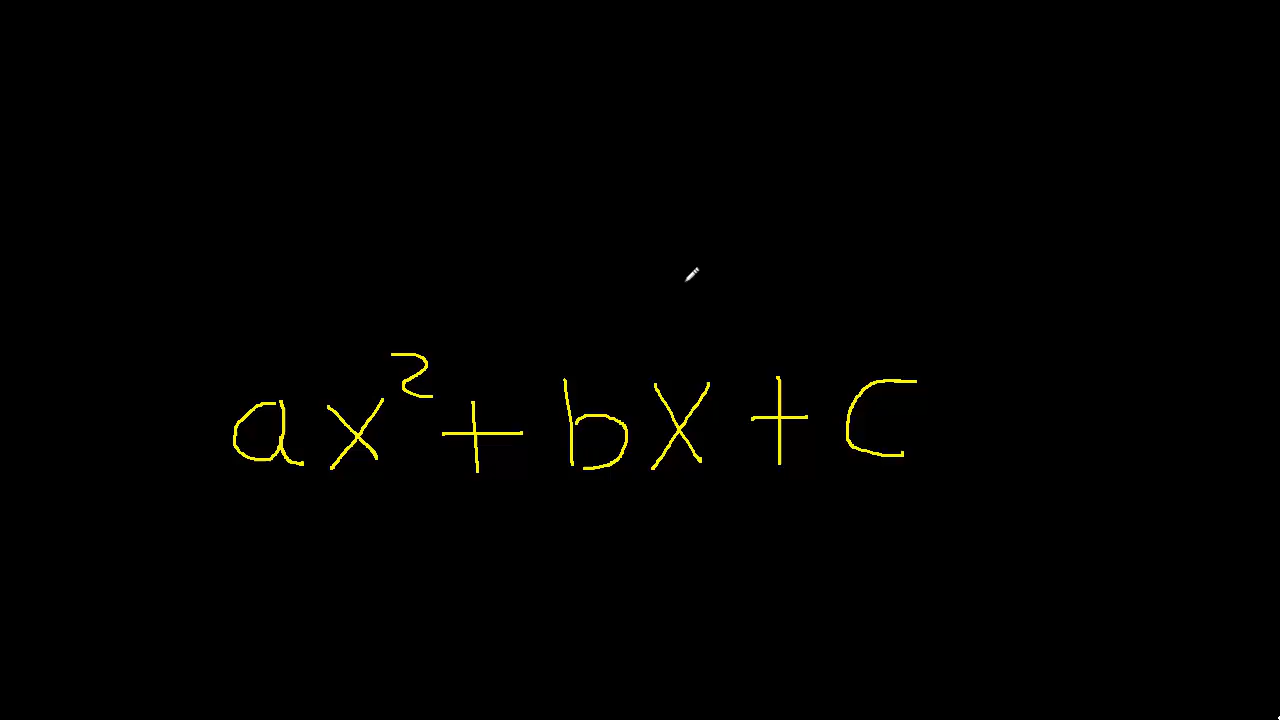 ax² + bx + c